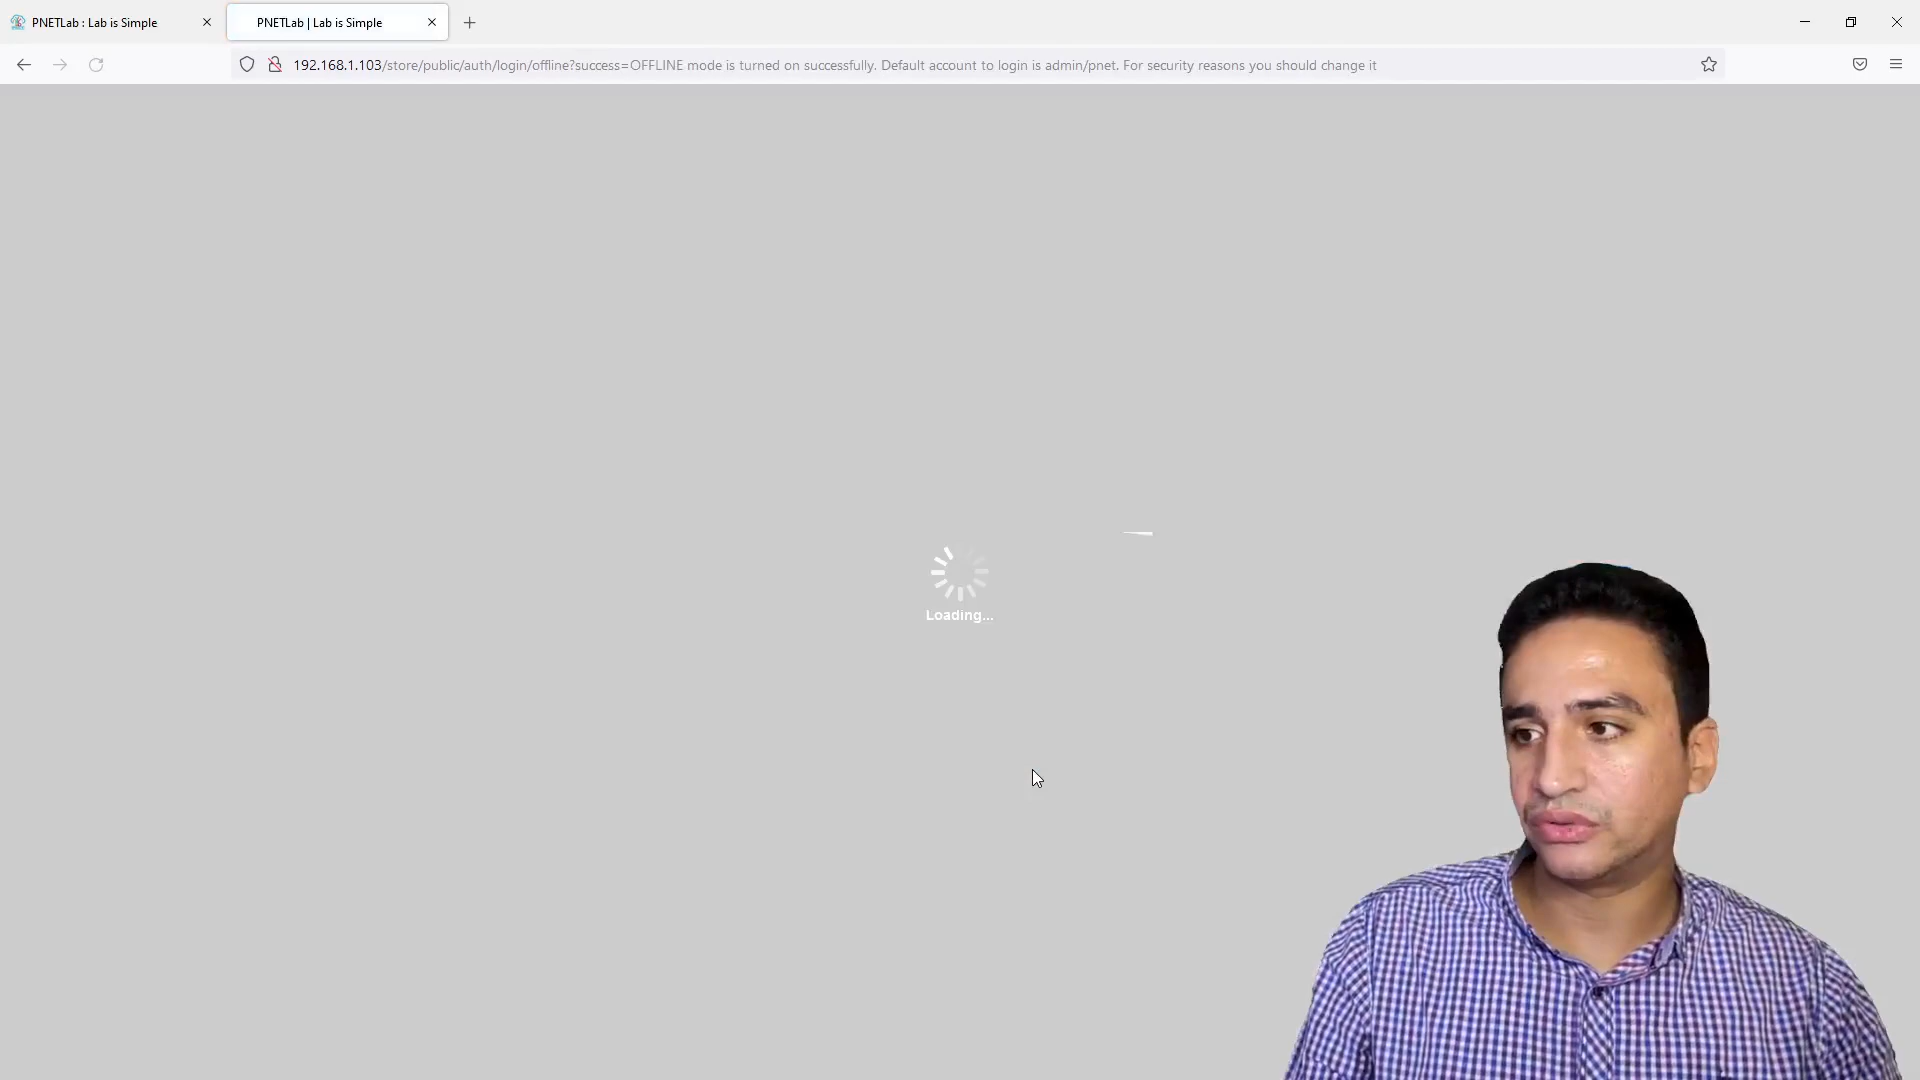 PNETLab : Lab is Simple
PNETLab | Lab is Simple
192.168.1.103/store/public/auth/login/offline?success=OFFLINE mode is turned on successfully. Default account to login is admin/pnet. For security reasons you should change it
Loading...